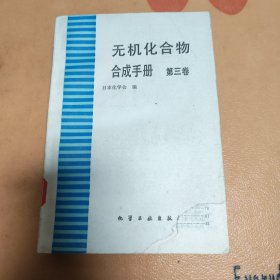 无机化合物
合成手册 第三卷
日本化学会 编
化学工业出版